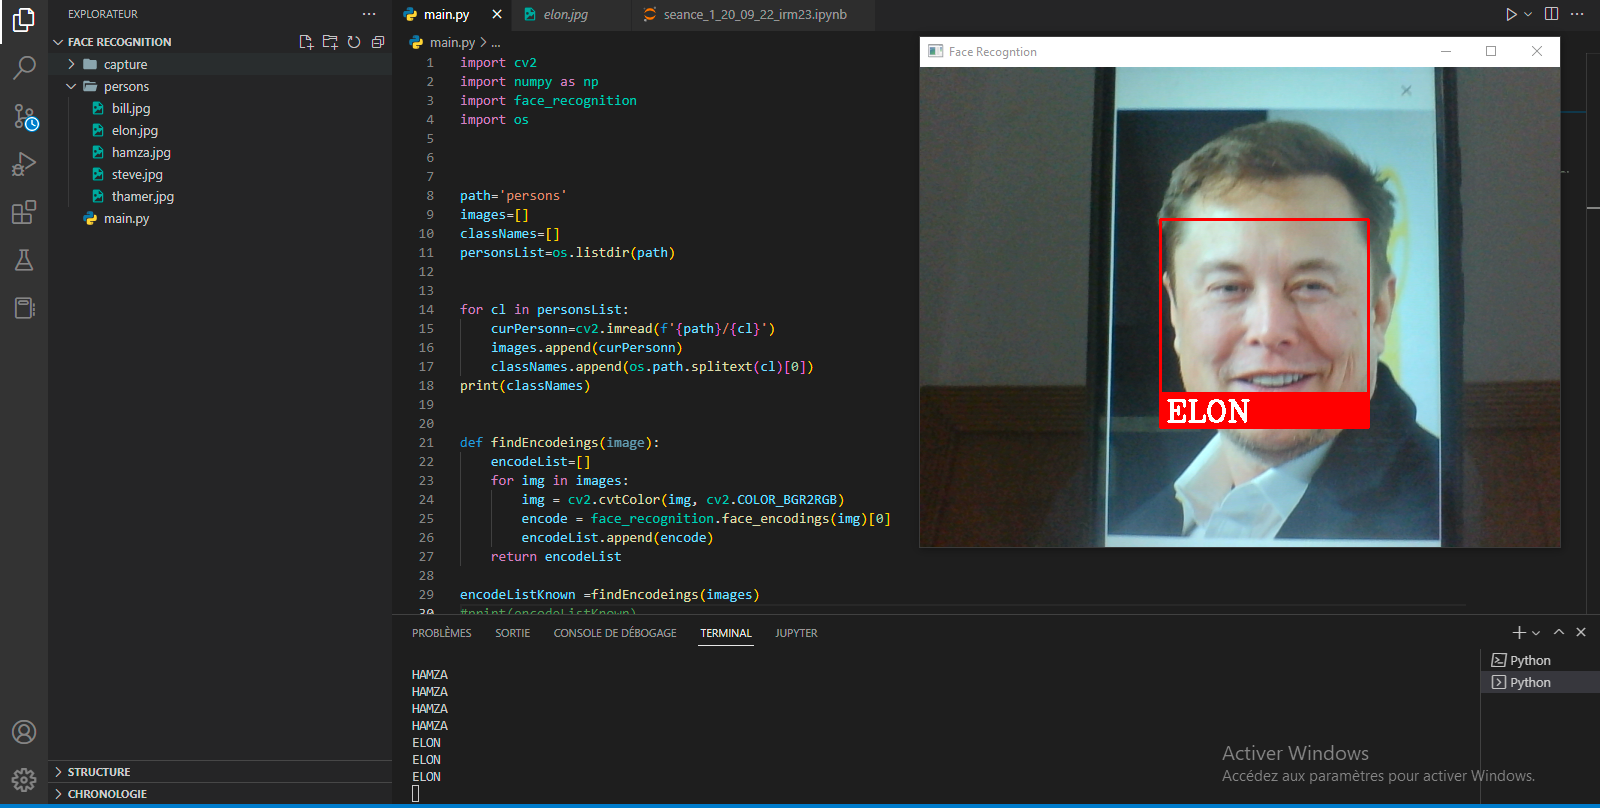 EXPLORATEUR
FACE RECOGNITION
capture
persons
bill.jpg
elon.jpg
hamza.jpg
steve.jpg
thamer.jpg
main.py
STRUCTURE
CHRONOLOGIE
main.py
elon.jpg
seance_1_20_09_22_irm23.ipynb
main.py > ...
1 import cv2
2 import numpy as np
3 import face_recognition
4 import os
5
6
7
8 path='persons'
9 images=[]
10 classNames=[]
11 personsList=os.listdir(path)
12
13
14 for cl in personsList:
15     curPersonn=cv2.imread(f'{path}/{cl}')
16     images.append(curPersonn)
17     classNames.append(os.path.splitext(cl)[0])
18 print(classNames)
19
20
21 def findEncodeings(image):
22     encodeList=[]
23     for img in images:
24         img = cv2.cvtColor(img, cv2.COLOR_BGR2RGB)
25         encode = face_recognition.face_encodings(img)[0]
26         encodeList.append(encode)
27     return encodeList
28
29 encodeListKnown =findEncodeings(images)
30 #print(encodeListKnown)
Face Recogntion
ELON
PROBLÈMES
SORTIE
CONSOLE DE DÉBOGAGE
TERMINAL
JUPYTER
HAMZA
HAMZA
HAMZA
HAMZA
ELON
ELON
ELON
Python
Python
Activer Windows
Accédez aux paramètres pour activer Windows.